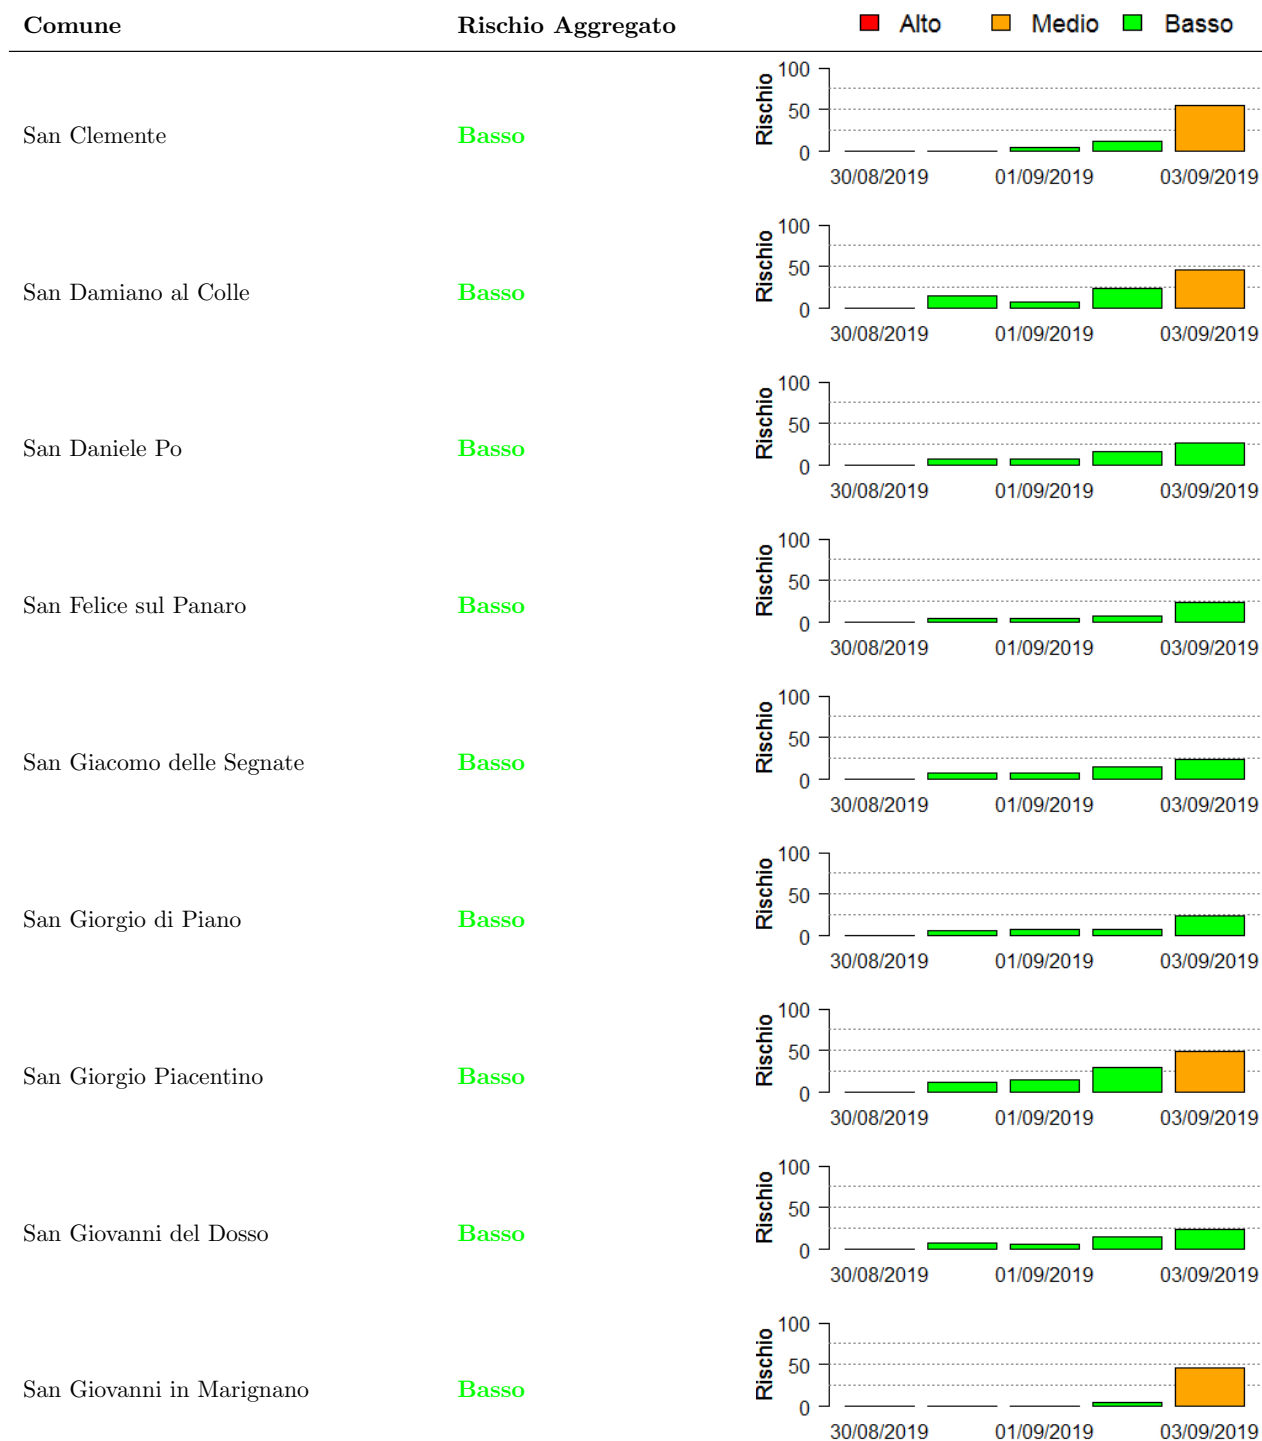 Comune Rischio Aggregato Alto Medio Basso
San Clemente Basso
Rischio
100
50
0
30/08/2019 01/09/2019 03/09/2019
San Damiano al Colle Basso
Rischio
100
50
0
30/08/2019 01/09/2019 03/09/2019
San Daniele Po Basso
Rischio
100
50
0
30/08/2019 01/09/2019 03/09/2019
San Felice sul Panaro Basso
Rischio
100
50
0
30/08/2019 01/09/2019 03/09/2019
San Giacomo delle Segnate Basso
Rischio
100
50
0
30/08/2019 01/09/2019 03/09/2019
San Giorgio di Piano Basso
Rischio
100
50
0
30/08/2019 01/09/2019 03/09/2019
San Giorgio Piacentino Basso
Rischio
100
50
0
30/08/2019 01/09/2019 03/09/2019
San Giovanni del Dosso Basso
Rischio
100
50
0
30/08/2019 01/09/2019 03/09/2019
San Giovanni in Marignano Basso
Rischio
100
50
0
30/08/2019 01/09/2019 03/09/2019